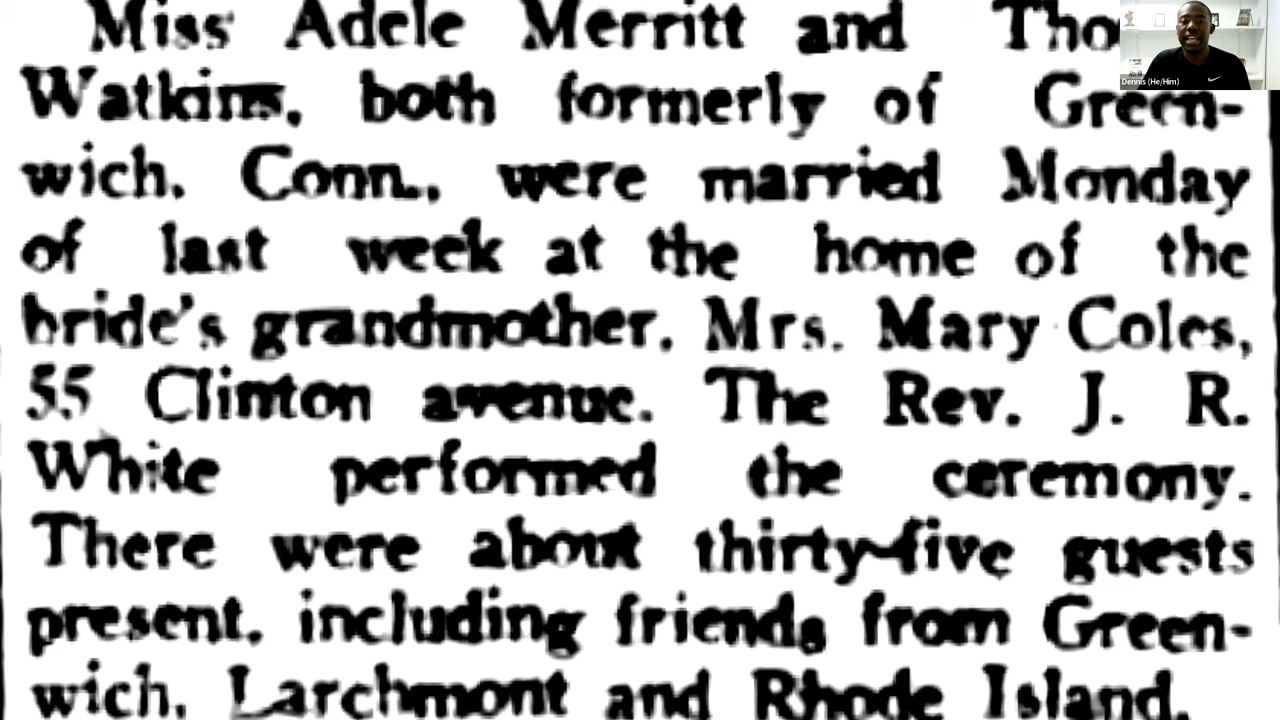 Miss Adele Merritt and Tho
Watkins, both formerly of Green-
wich, Conn., were married Monday
of last week at the home of the
bride's grandmother, Mrs. Mary Coles,
55 Clinton avenue. The Rev. J. R.
White performed the ceremony.
There were about thirty-five guests
present, including friends from Green-
wich, Larchmont and Rhode Island.
Dennis (He/Him)